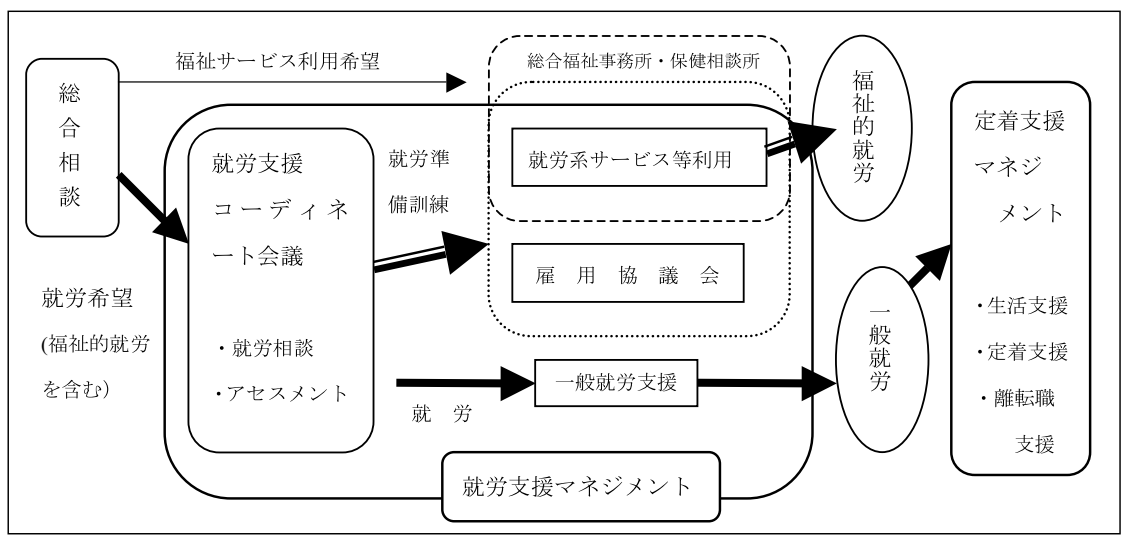 福祉サービス利用希望
総合相談
就労希望
(福祉的就労
を含む）
就労支援
コーディネ
ート会議
・就労相談
・アセスメント
就労準
備訓練
就　労
総合福祉事務所・保健相談所
就労系サービス等利用
雇　用　協　議　会
一般就労支援
就労支援マネジメント
福祉的就労
一般就労
定着支援
マネジ
メント
・生活支援
・定着支援
・離転職
支援